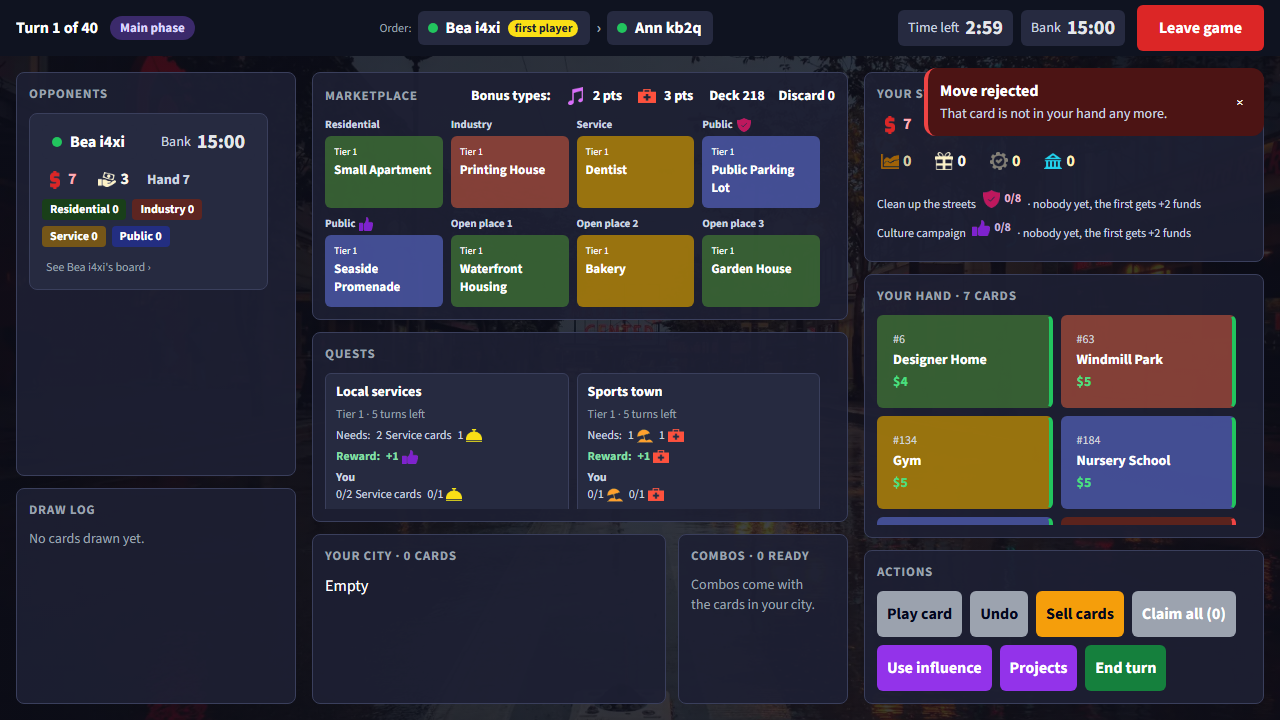 Turn 1 of 40 Main phase
Order: Bea i4xi first player › Ann kb2q
Time left 2:59 Bank 15:00 Leave game
OPPONENTS
Bea i4xi Bank 15:00
7 3 Hand 7
Residential 0 Industry 0
Service 0 Public 0
See Bea i4xi's board ›
DRAW LOG
No cards drawn yet.
MARKETPLACE Bonus types: 2 pts 3 pts Deck 218 Discard 0
Residential Industry Service Public
Tier 1 Tier 1 Tier 1 Tier 1
Small Apartment Printing House Dentist Public Parking
Lot
Public Open place 1 Open place 2 Open place 3
Tier 1 Tier 1 Tier 1 Tier 1
Seaside Waterfront Bakery Garden House
Promenade Housing
QUESTS
Local services Sports town
Tier 1 · 5 turns left Tier 1 · 5 turns left
Needs: 2 Service cards 1 Needs: 1 1
Reward: +1 Reward: +1
You You
0/2 Service cards 0/1 0/1 0/1
YOUR CITY · 0 CARDS
Empty
COMBOS · 0 READY
Combos come with
the cards in your city.
YOUR S
Move rejected
That card is not in your hand any more.
×
7
0 0 0 0
Clean up the streets 0/8 · nobody yet, the first gets +2 funds
Culture campaign 0/8 · nobody yet, the first gets +2 funds
YOUR HAND · 7 CARDS
#6 #63
Designer Home Windmill Park
$4 $5
#134 #184
Gym Nursery School
$5 $5
ACTIONS
Play card Undo Sell cards Claim all (0)
Use influence Projects End turn